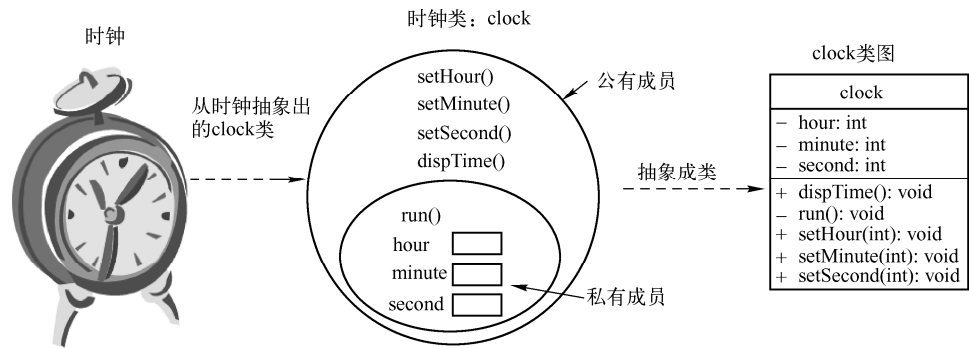 时钟
从时钟抽象出
的clock类
时钟类：clock
setHour()
setMinute()
setSecond()
dispTime()
run()
hour
minute
second
公有成员
私有成员
抽象成类
clock类图
clock
− hour: int
− minute: int
− second: int
+ dispTime(): void
− run(): void
+ setHour(int): void
+ setMinute(int): void
+ setSecond(int): void